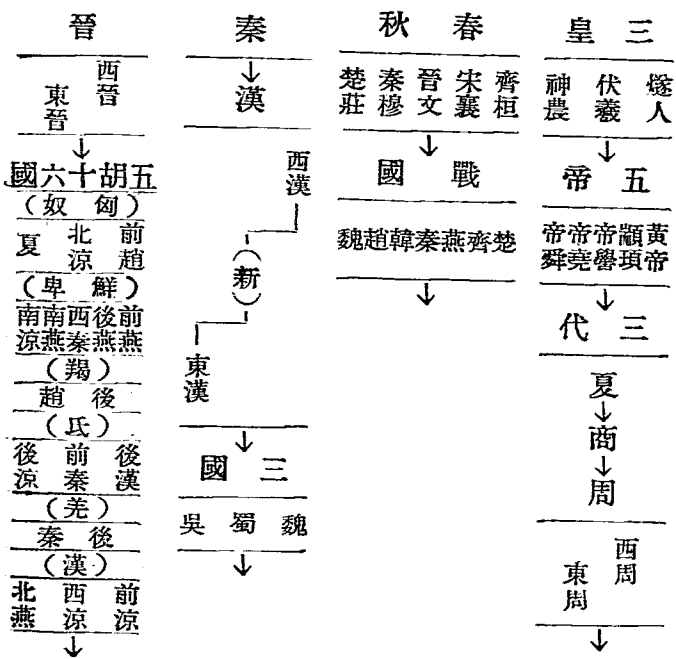 三皇
燧人 伏羲 神農
↓
五帝
黃帝 顓頊 帝嚳 帝堯 帝舜
↓
三代
夏
↓
商
↓
周
西周
東周
↓
春秋
齊桓 宋襄 晉文 秦穆 楚莊
↓
戰國
楚齊燕秦韓趙魏
↓
秦
↓
漢
西漢
(新)
東漢
↓
三國
魏 蜀 吳
↓
晉
西晉
東晉
↓
五胡十六國
(匈奴)
前趙 北涼 夏
(鮮卑)
前燕 後燕 西秦 南燕 南涼
(羯)
後趙
(氐)
後漢 前秦 後涼
(羌)
後秦
(漢)
前涼 西涼 北燕
↓